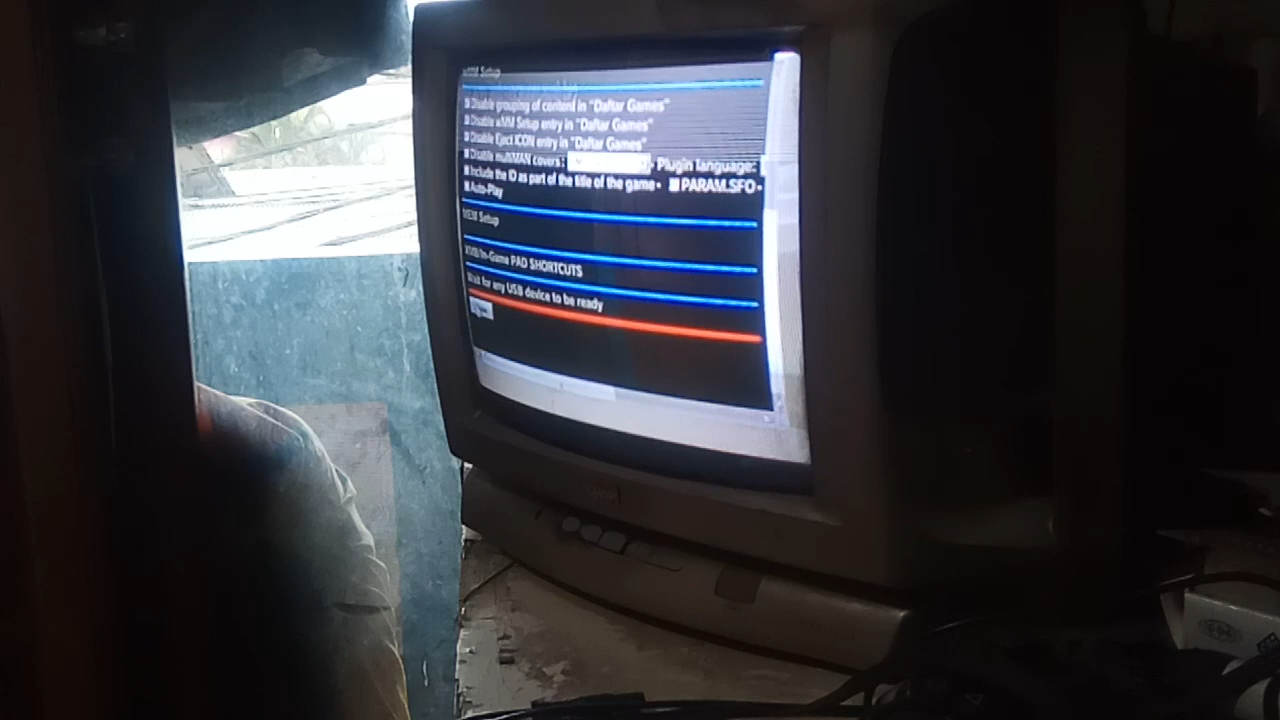 Setup
Disable grouping of content in "Daftar Games"
Disable wMM Setup entry in "Daftar Games"
Disable Eject ICON entry in "Daftar Games"
Disable multiMAN covers: • Plugin language:
Include the ID as part of the title of the game • PARAM.SFO •
Auto-Play
Setup
XMB/In-Game PAD SHORTCUTS
Wait for any USB device to be ready